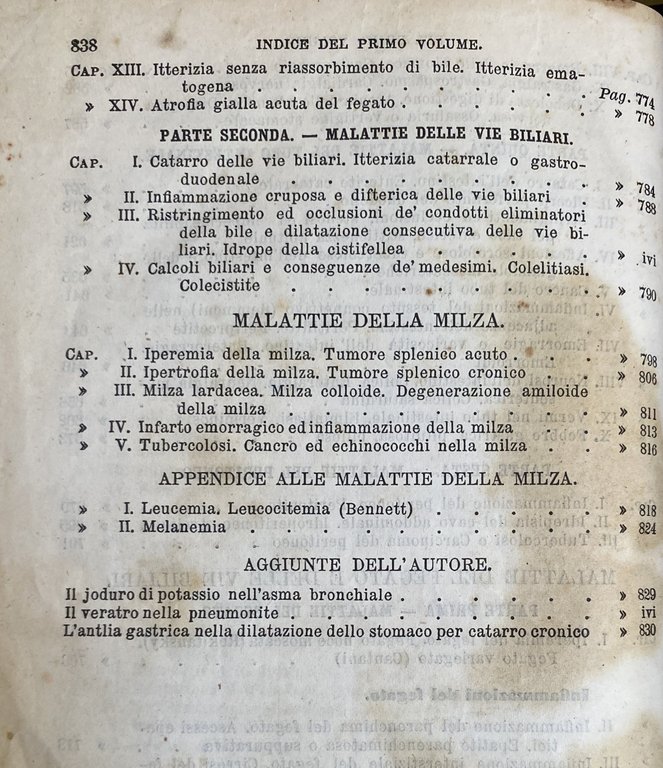 838 INDICE DEL PRIMO VOLUME.
CAP. XIII. Itterizia senza riassorbimento di bile. Itterizia ema-
togena . . . . . . . . . . Pag. 774
» XIV. Atrofia gialla acuta del fegato . . . . . » 778
PARTE SECONDA. — MALATTIE DELLE VIE BILIARI.
CAP. I. Catarro delle vie biliari. Itterizia catarrale o gastro-
duodenale . . . . . . . . . » 784
» II. Infiammazione cruposa e difterica delle vie biliari . » 788
» III. Ristringimento ed occlusioni de' condotti eliminatori
della bile e dilatazione consecutiva delle vie bi-
liari. Idrope della cistifellea . . . . . » ivi
» IV. Calcoli biliari e conseguenze de' medesimi. Colelitiasi.
Colecistite . . . . . . . . . » 790
MALATTIE DELLA MILZA.
CAP. I. Iperemia della milza. Tumore splenico acuto . . . » 798
» II. Ipertrofia della milza. Tumore splenico cronico . . » 806
» III. Milza lardacea. Milza colloide. Degenerazione amiloide
della milza . . . . . . . . . » 811
» IV. Infarto emorragico ed infiammazione della milza . . » 813
» V. Tubercolosi. Cancro ed echinococchi nella milza . . » 816
APPENDICE ALLE MALATTIE DELLA MILZA.
» I. Leucemia. Leucocitemia (Bennett) . . . . . » 818
» II. Melanemia . . . . . . . . . . » 824
AGGIUNTE DELL'AUTORE.
Il joduro di potassio nell'asma bronchiale . . . . . . » 829
Il veratro nella pneumonite . . . . . . . . . » ivi
L'antlia gastrica nella dilatazione dello stomaco per catarro cronico » 830